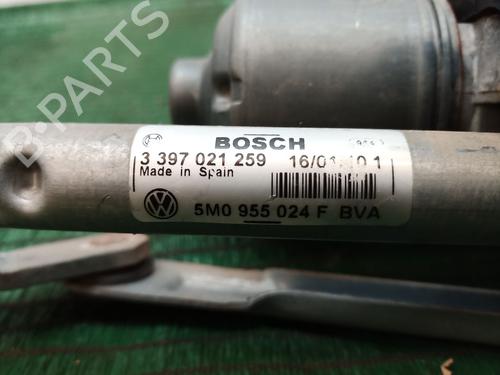 BOSCH
3 397 021 259
Made in Spain
5M0 955 024 F BVA
B-PARTS